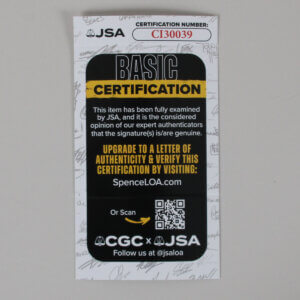 CERTIFICATION NUMBER:
JSA CI30039
BASIC
CERTIFICATION
This item has been fully examined
by JSA, and it is the considered
opinion of our expert authenticators
that the signature(s) is/are genuine.
UPGRADE TO A LETTER OF
AUTHENTICITY & VERIFY THIS
CERTIFICATION BY VISITING:
SpenceLOA.com
Or Scan
CGC x JSA
Follow us at @jsaloa